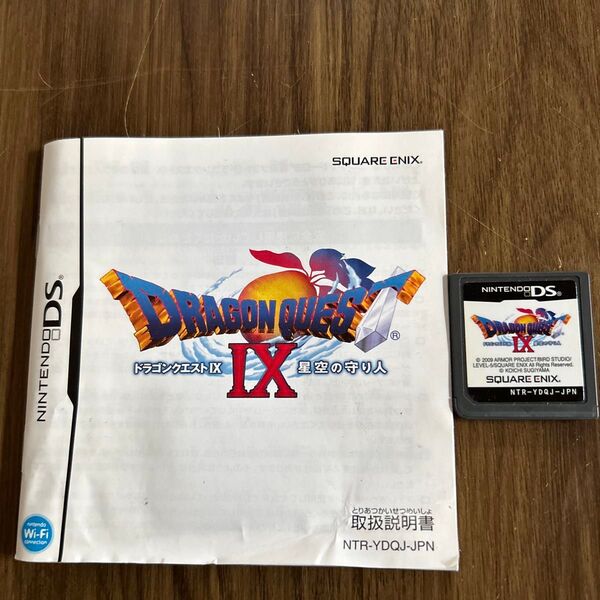 NINTENDO DS®
SQUARE ENIX®
DRAGON QUEST®
ドラゴンクエストIX
IX
星空の守り人
Nintendo
Wi-Fi
Connection
とりあつかいせつめいしょ
取扱説明書
NTR-YDQJ-JPN
NINTENDO DS™
DRAGON QUEST
IX
© 2009 ARMOR PROJECT/BIRD STUDIO/
LEVEL-5/SQUARE ENIX All Rights Reserved.
© KOICHI SUGIYAMA
SQUARE ENIX.
NTR-YDQJ-JPN